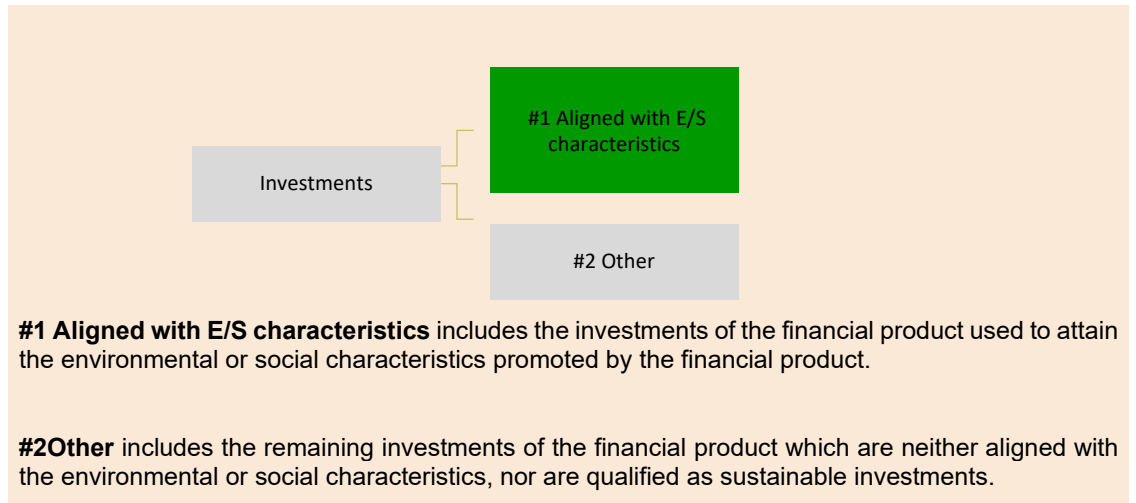 #1 Aligned with E/S
characteristics
Investments
#2 Other
#1 Aligned with E/S characteristics includes the investments of the financial product used to attain
the environmental or social characteristics promoted by the financial product.
#2Other includes the remaining investments of the financial product which are neither aligned with
the environmental or social characteristics, nor are qualified as sustainable investments.